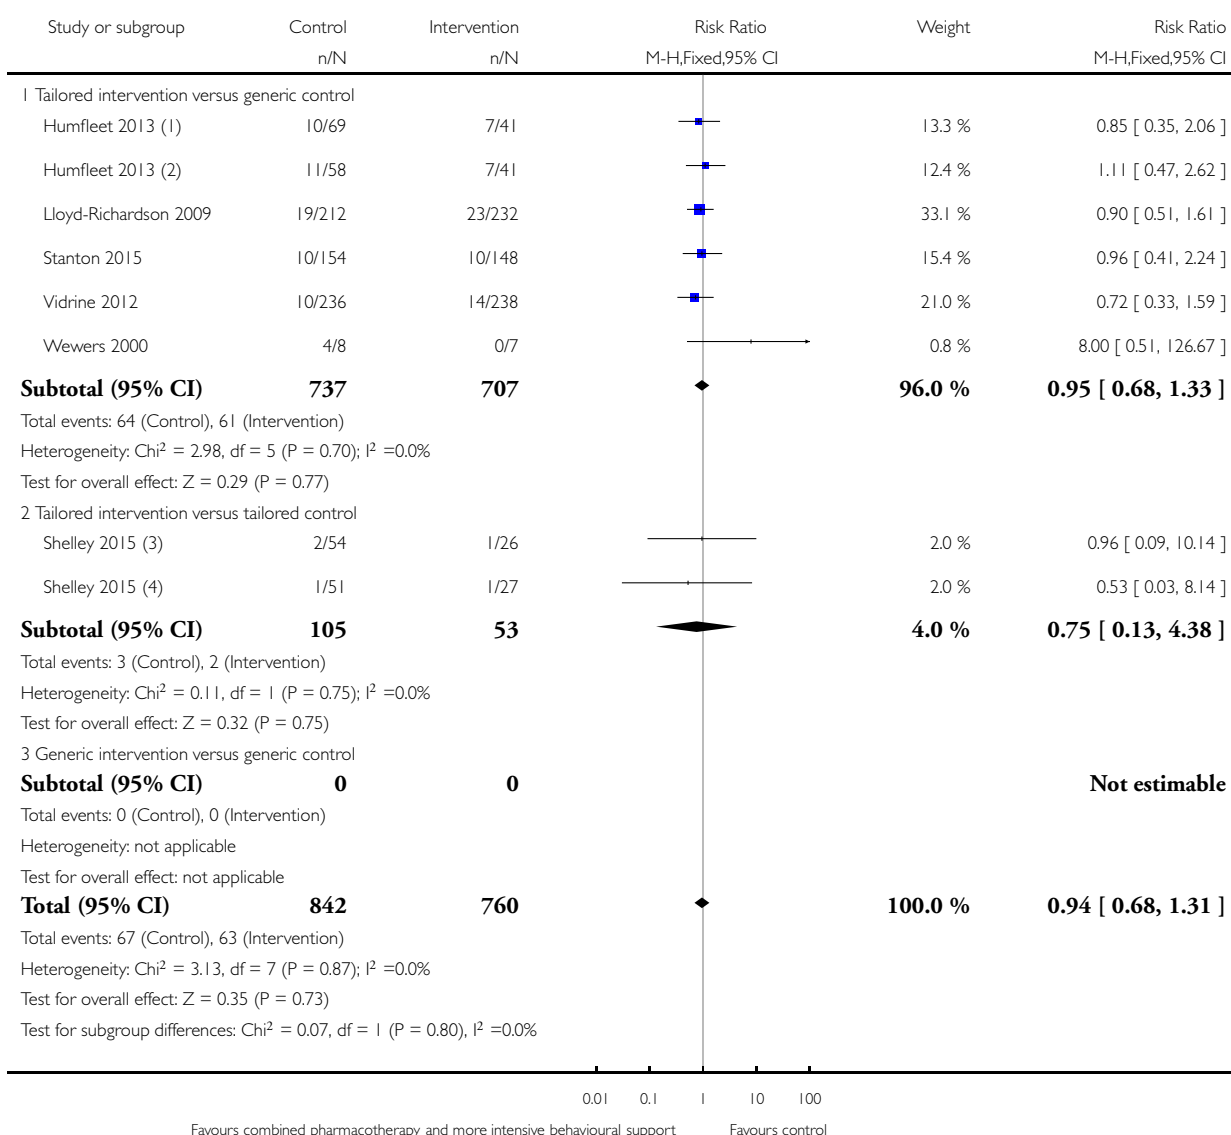 Study or subgroup Control Intervention Risk Ratio Weight Risk Ratio
n/N n/N M-H,Fixed,95% CI M-H,Fixed,95% CI
1 Tailored intervention versus generic control
Humfleet 2013 (1) 10/69 7/41 13.3 % 0.85 [ 0.35, 2.06 ]
Humfleet 2013 (2) 11/58 7/41 12.4 % 1.11 [ 0.47, 2.62 ]
Lloyd-Richardson 2009 19/212 23/232 33.1 % 0.90 [ 0.51, 1.61 ]
Stanton 2015 10/154 10/148 15.4 % 0.96 [ 0.41, 2.24 ]
Vidrine 2012 10/236 14/238 21.0 % 0.72 [ 0.33, 1.59 ]
Wewers 2000 4/8 0/7 0.8 % 8.00 [ 0.51, 126.67 ]
Subtotal (95% CI) 737 707 96.0 % 0.95 [ 0.68, 1.33 ]
Total events: 64 (Control), 61 (Intervention)
Heterogeneity: Chi² = 2.98, df = 5 (P = 0.70); I² =0.0%
Test for overall effect: Z = 0.29 (P = 0.77)
2 Tailored intervention versus tailored control
Shelley 2015 (3) 2/54 1/26 2.0 % 0.96 [ 0.09, 10.14 ]
Shelley 2015 (4) 1/51 1/27 2.0 % 0.53 [ 0.03, 8.14 ]
Subtotal (95% CI) 105 53 4.0 % 0.75 [ 0.13, 4.38 ]
Total events: 3 (Control), 2 (Intervention)
Heterogeneity: Chi² = 0.11, df = 1 (P = 0.75); I² =0.0%
Test for overall effect: Z = 0.32 (P = 0.75)
3 Generic intervention versus generic control
Subtotal (95% CI) 0 0 Not estimable
Total events: 0 (Control), 0 (Intervention)
Heterogeneity: not applicable
Test for overall effect: not applicable
Total (95% CI) 842 760 100.0 % 0.94 [ 0.68, 1.31 ]
Total events: 67 (Control), 63 (Intervention)
Heterogeneity: Chi² = 3.13, df = 7 (P = 0.87); I² =0.0%
Test for overall effect: Z = 0.35 (P = 0.73)
Test for subgroup differences: Chi² = 0.07, df = 1 (P = 0.80), I² =0.0%
0.01 0.1 1 10 100
Favours combined pharmacotherapy and more intensive behavioural support Favours control